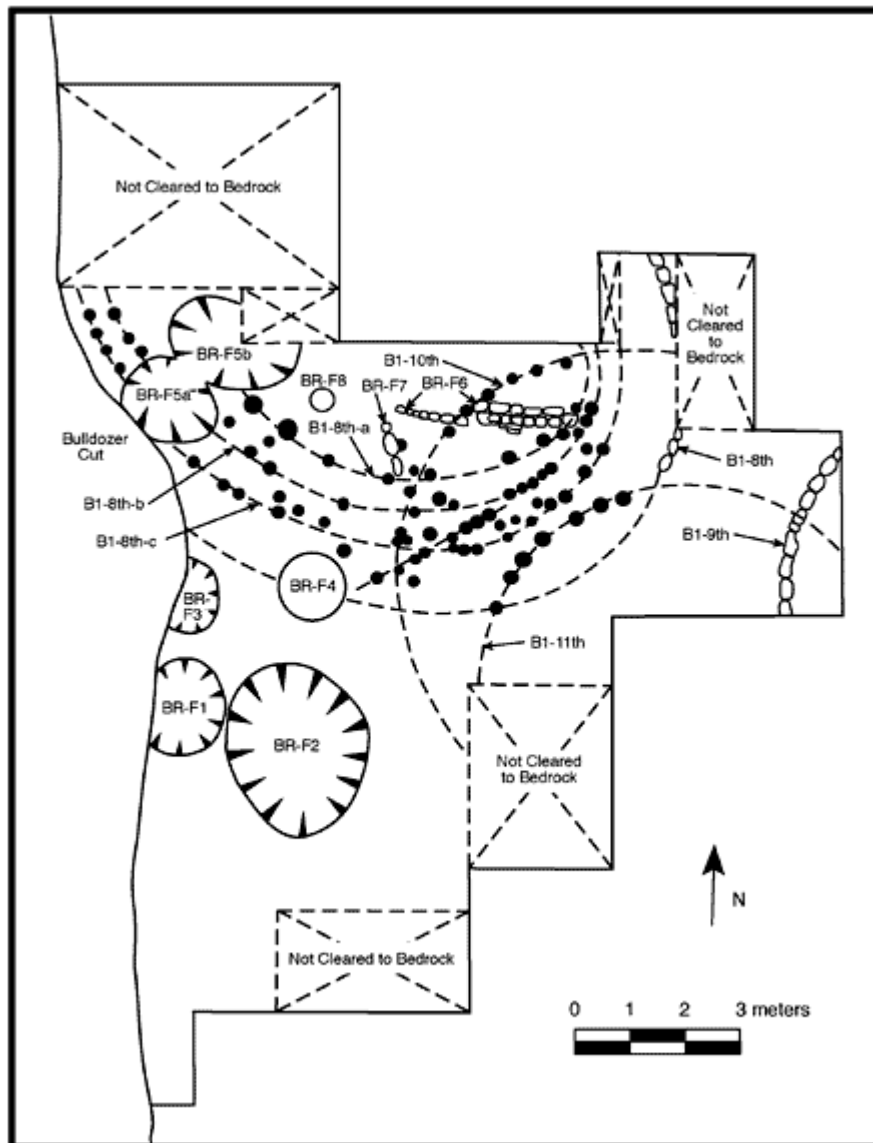 Not Cleared to Bedrock
Not
Cleared
to
Bedrock
B1-10th
BR-F5b
BR-F8
BR-F7
BR-F6
BR-F5a
B1-8th-a
Bulldozer
Cut
B1-8th
B1-8th-b
B1-9th
B1-8th-c
BR-F4
BR-
F3
B1-11th
BR-F1
BR-F2
Not Cleared
to Bedrock
N
Not Cleared to Bedrock
0 1 2 3 meters